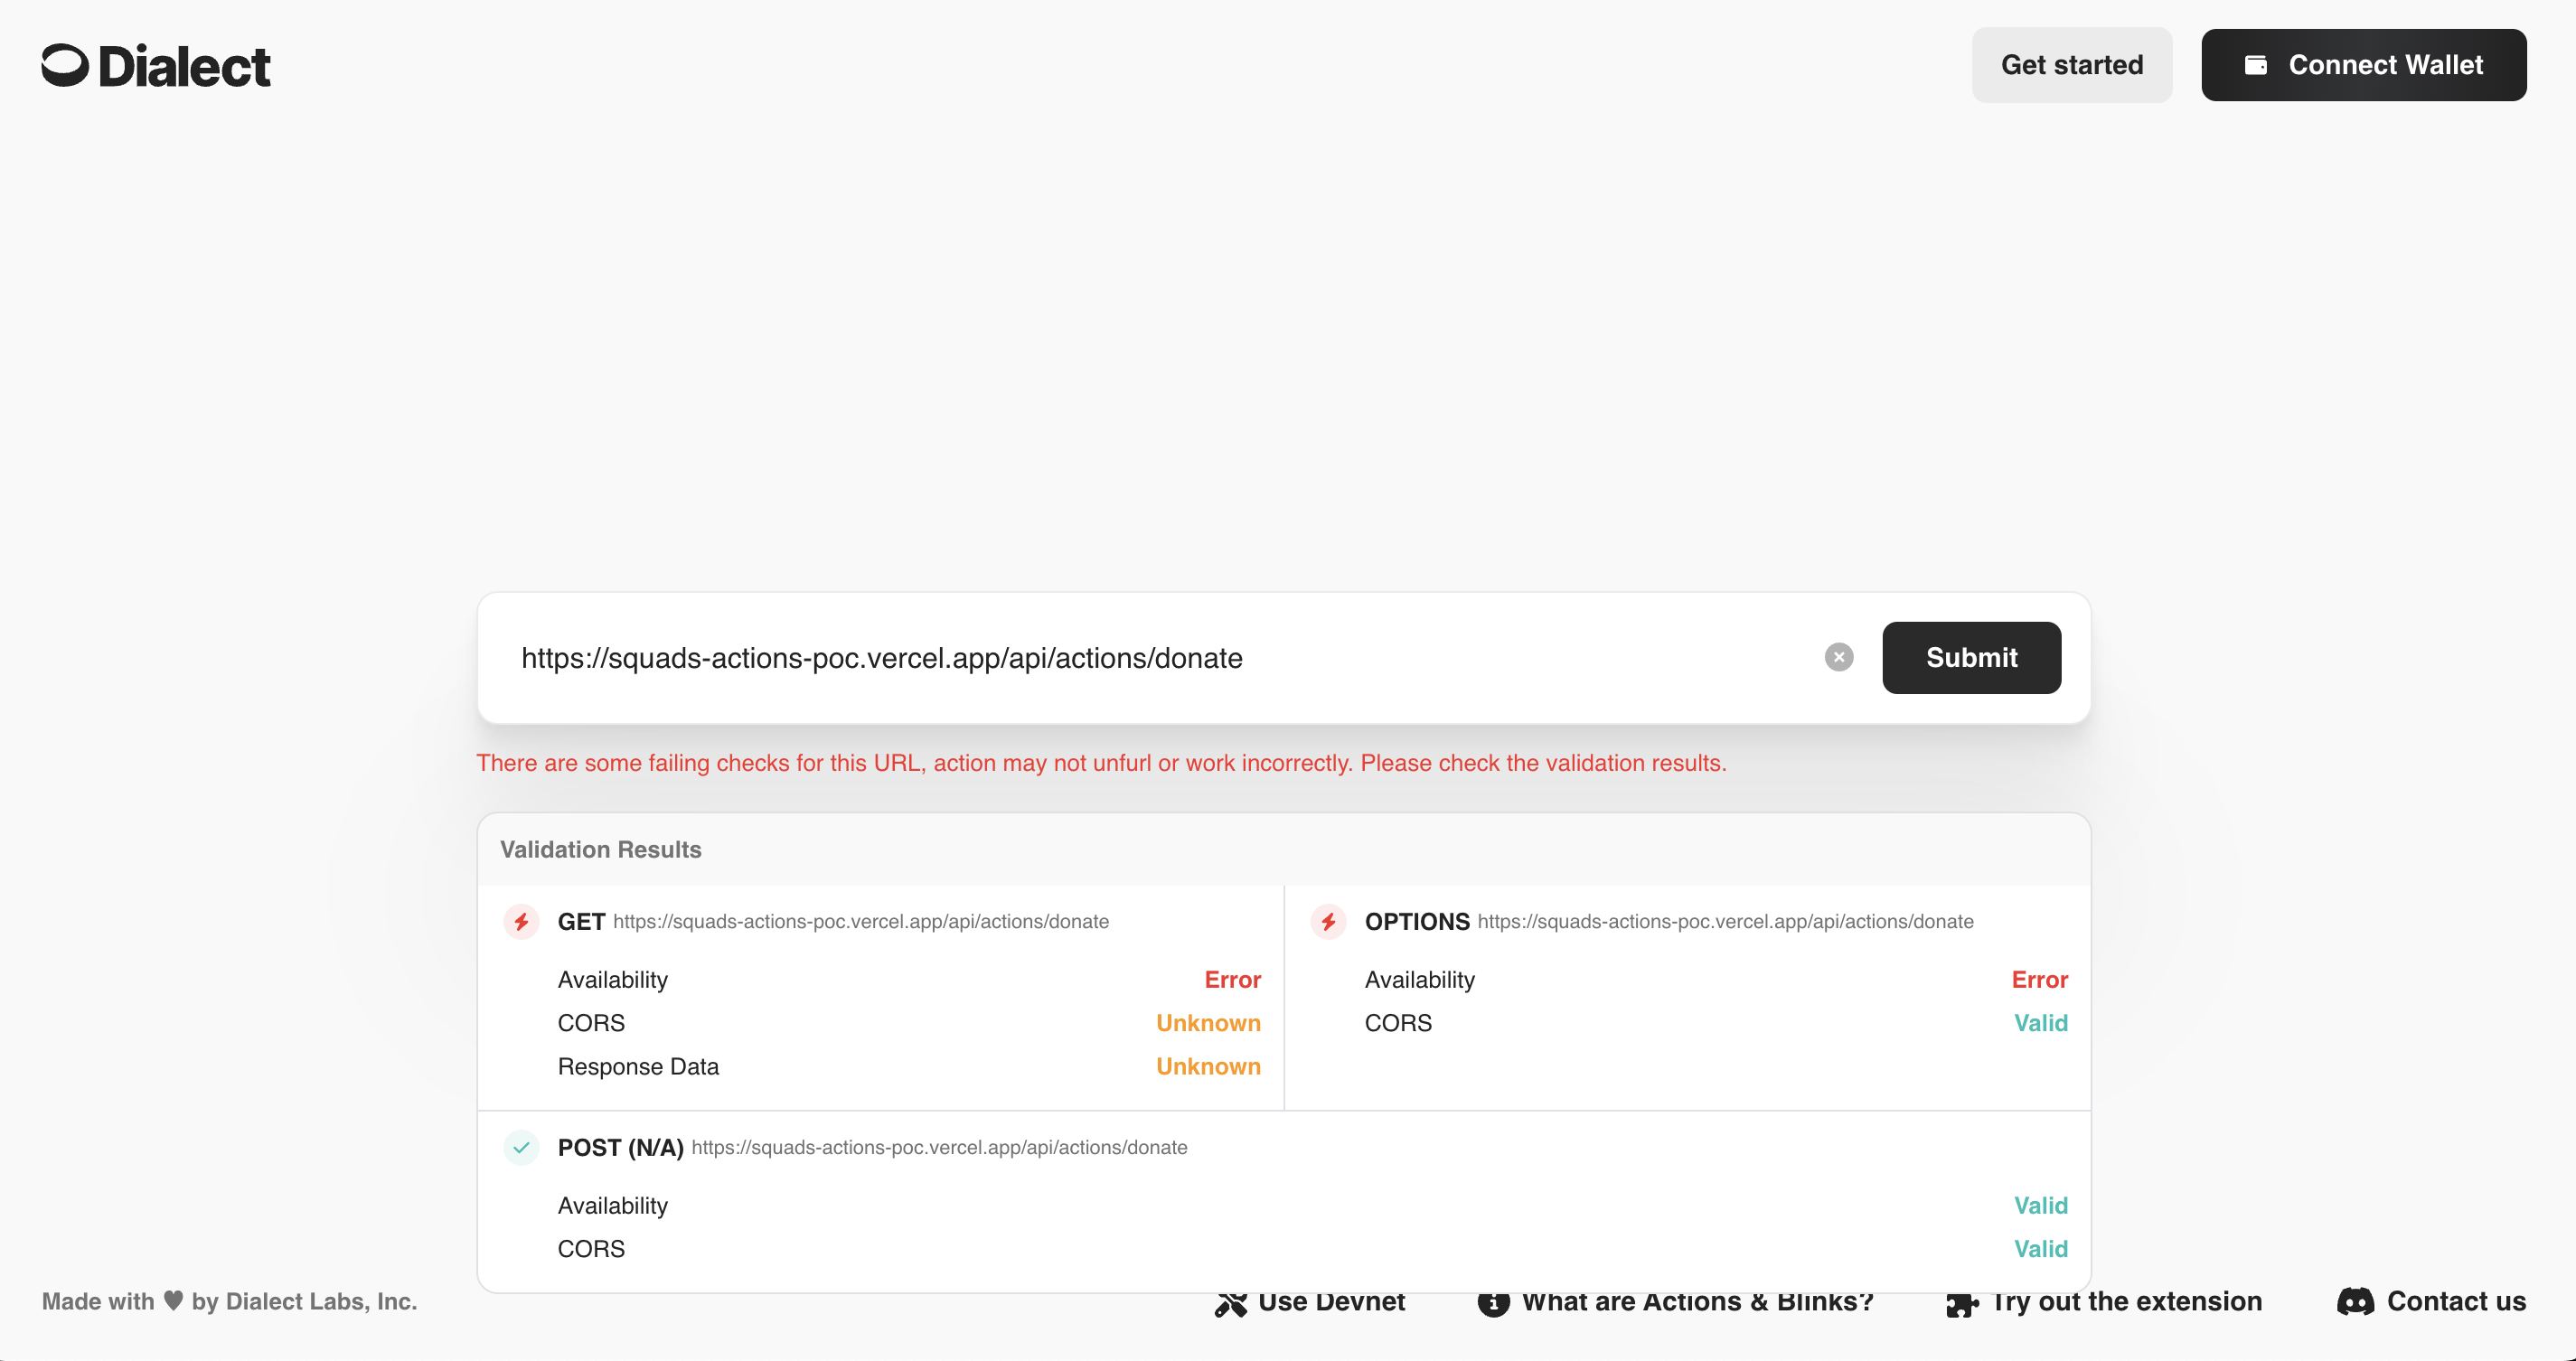 Dialect
Get started
Connect Wallet
https://squads-actions-poc.vercel.app/api/actions/donate
Submit
There are some failing checks for this URL, action may not unfurl or work incorrectly. Please check the validation results.
Validation Results
GET https://squads-actions-poc.vercel.app/api/actions/donate
Availability Error
CORS Unknown
Response Data Unknown
OPTIONS https://squads-actions-poc.vercel.app/api/actions/donate
Availability Error
CORS Valid
POST (N/A) https://squads-actions-poc.vercel.app/api/actions/donate
Availability Valid
CORS Valid
Made with ♥ by Dialect Labs, Inc.
Use Devnet
What are Actions & Blinks?
Try out the extension
Contact us